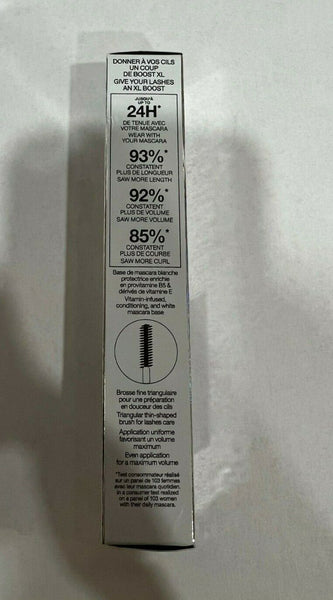 DONNER À VOS CILS
UN COUP
DE BOOST XL
GIVE YOUR LASHES
AN XL BOOST
JUSQU'À
UP TO
24H*
DE TENUE AVEC
VOTRE MASCARA
WEAR WITH
YOUR MASCARA
93%*
CONSTATENT
PLUS DE LONGUEUR
SAW MORE LENGTH
92%*
CONSTATENT
PLUS DE VOLUME
SAW MORE VOLUME
85%*
CONSTATENT
PLUS DE COURBE
SAW MORE CURL
Base de mascara blanche
protectrice enrichie
en provitamine B5 &
dérivés de vitamine E
Vitamin-infused,
conditioning, and white
mascara base
Brosse fine triangulaire
pour une préparation
en douceur des cils
Triangular thin-shaped
brush for lashes care
Application uniforme
favorisant un volume
maximum
Even application
for a maximum volume
*Test consommateur réalisé
sur un panel de 103 femmes
avec leur mascara quotidien.
In a consumer test realized
on a panel of 103 women
with their daily mascara.